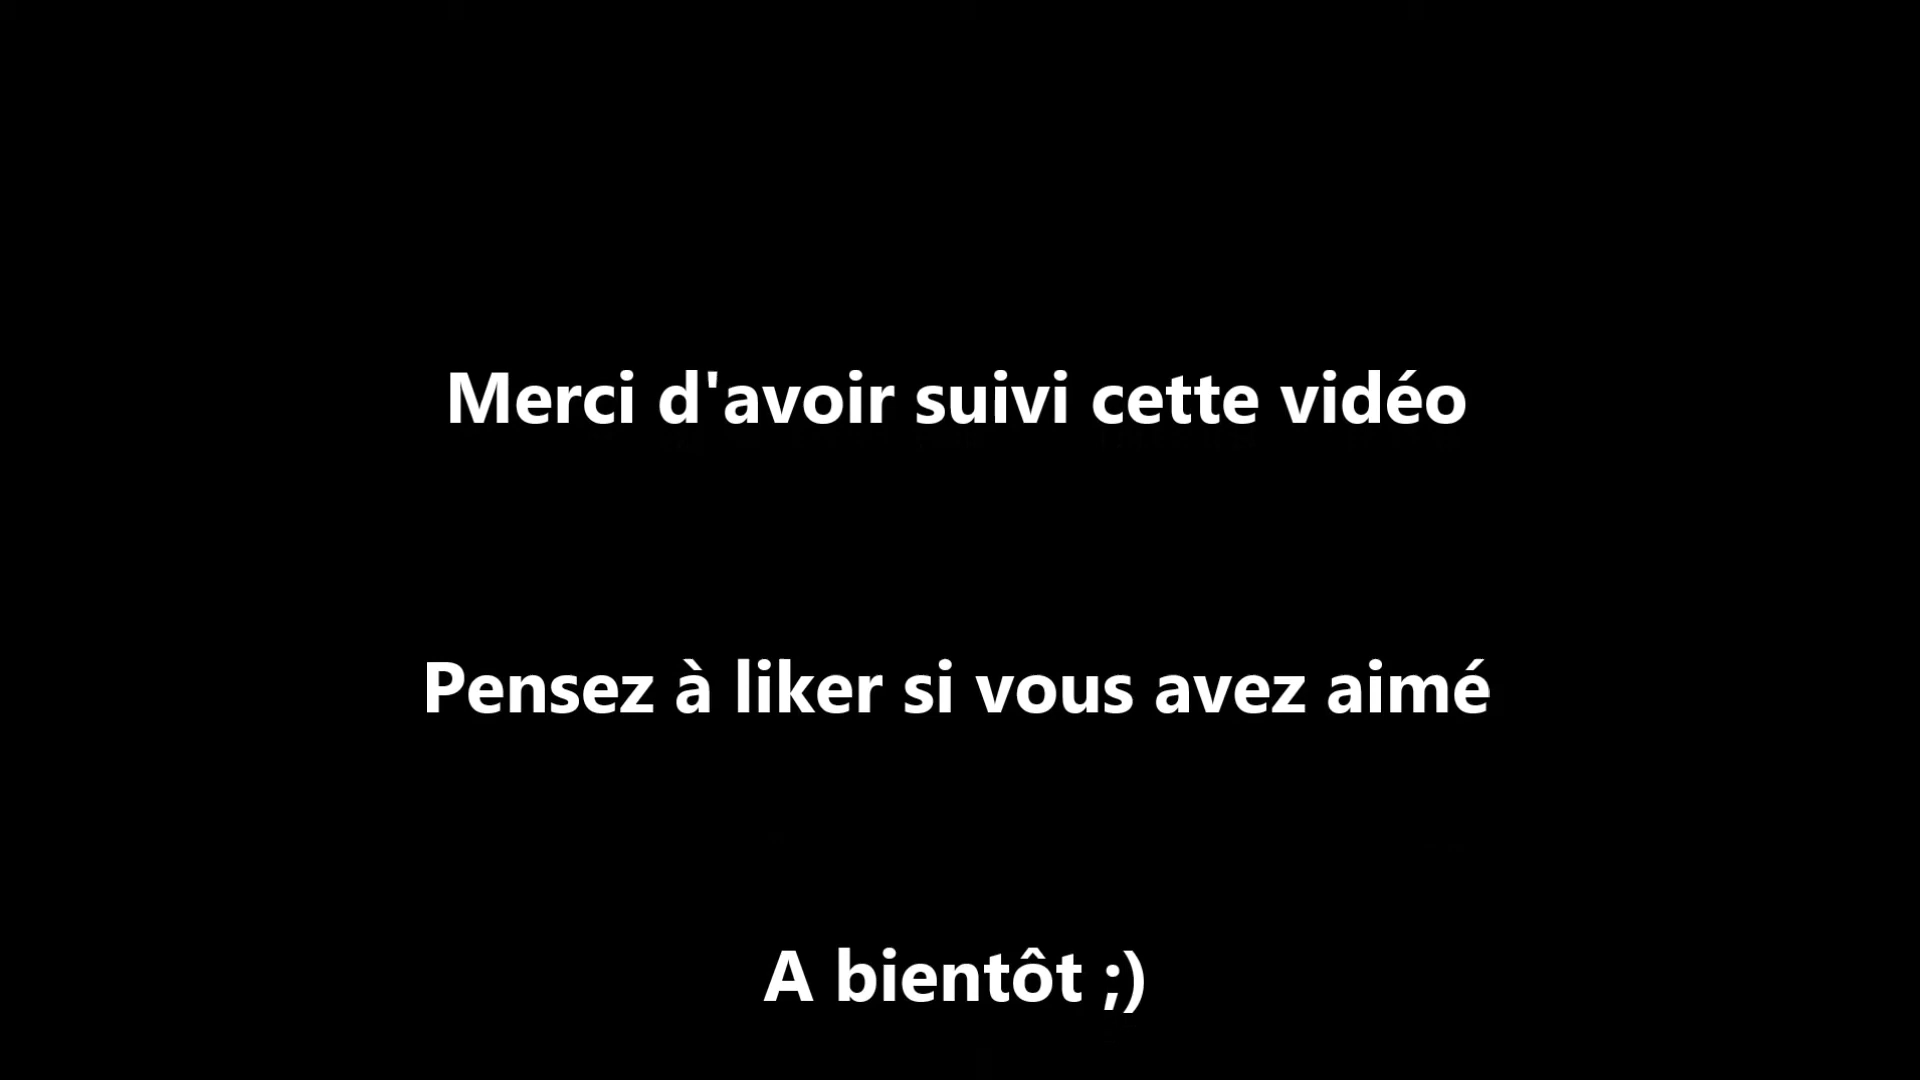 Merci d'avoir suivi cette vidéo
Pensez à liker si vous avez aimé
A bientôt ;)